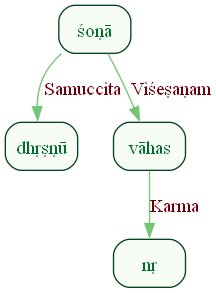 śoṇā
Samuccita Viśeṣaṇam
dhṛṣṇū vāhas
Karma
nṛ